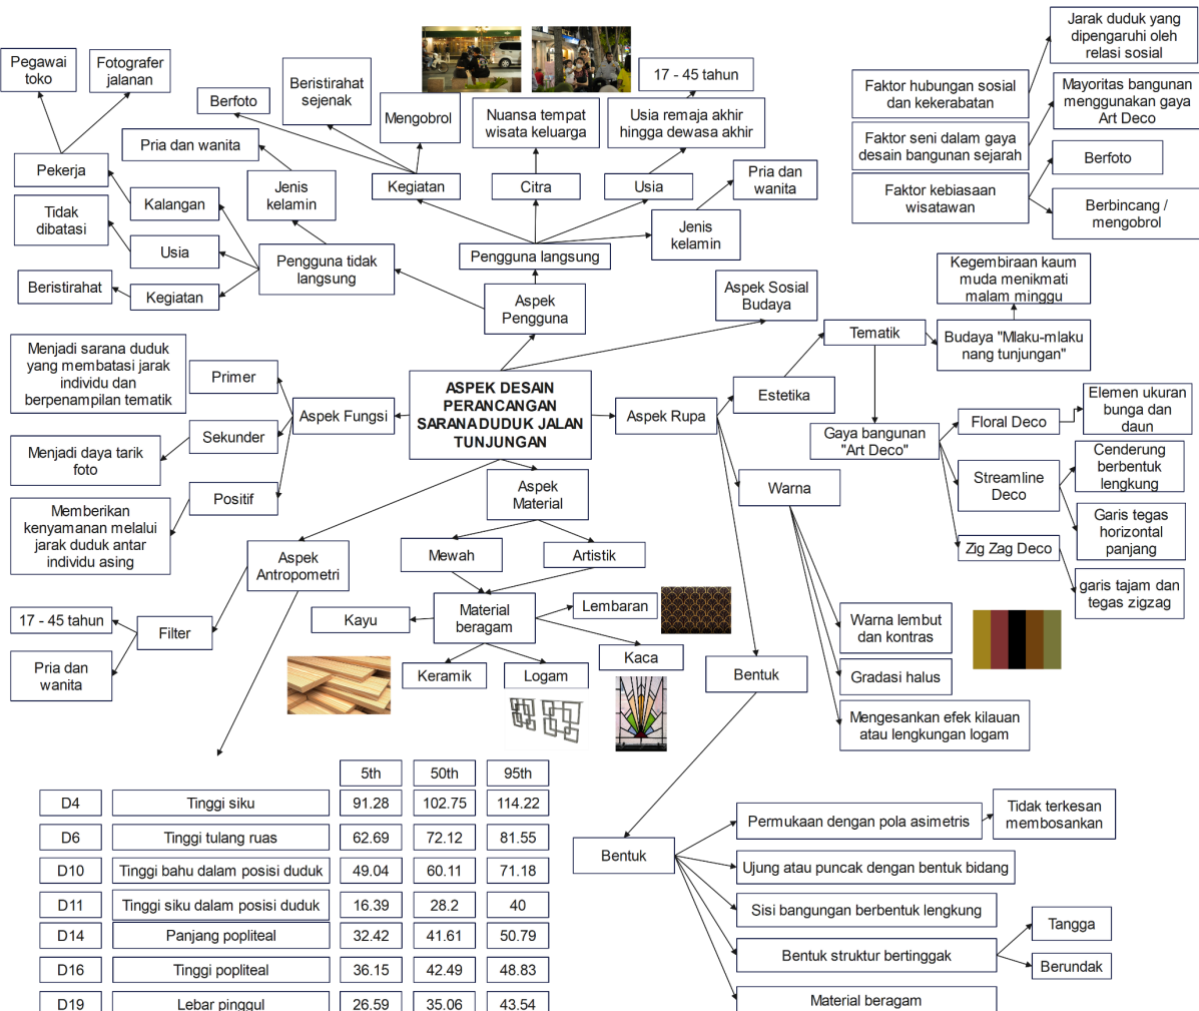 Pegawai
toko
Fotografer
jalanan
Berfoto
Beristirahat
sejenak
Mengobrol
Nuansa tempat
wisata keluarga
17 - 45 tahun
Usia remaja akhir
hingga dewasa akhir
Jarak duduk yang
dipengaruhi oleh
relasi sosial
Faktor hubungan sosial
dan kekerabatan
Mayoritas bangunan
menggunakan gaya
Art Deco
Faktor seni dalam gaya
desain bangunan sejarah
Berfoto
Faktor kebiasaan
wisatawan
Berbincang /
mengobrol
Pria dan wanita
Pekerja
Kalangan
Jenis
kelamin
Kegiatan
Citra
Usia
Pria dan
wanita
Tidak
dibatasi
Usia
Jenis
kelamin
Beristirahat
Kegiatan
Pengguna tidak
langsung
Pengguna langsung
Aspek
Pengguna
Aspek Sosial
Budaya
Kegembiraan kaum
muda menikmati
malam minggu
Tematik
Budaya "Mlaku-mlaku
nang tunjungan"
Menjadi sarana duduk
yang membatasi jarak
individu dan
berpenampilan tematik
Primer
Aspek Fungsi
ASPEK DESAIN
PERANCANGAN
SARANA DUDUK JALAN
TUNJUNGAN
Aspek Rupa
Estetika
Gaya bangunan
"Art Deco"
Floral Deco
Elemen ukuran
bunga dan
daun
Sekunder
Menjadi daya tarik
foto
Streamline
Deco
Cenderung
berbentuk
lengkung
Positif
Memberikan
kenyamanan melalui
jarak duduk antar
individu asing
Aspek
Material
Warna
Garis tegas
horizontal
panjang
Aspek
Antropometri
Mewah
Artistik
Zig Zag Deco
garis tajam dan
tegas zigzag
17 - 45 tahun
Filter
Pria dan
wanita
Kayu
Material
beragam
Lembaran
Keramik
Logam
Kaca
Bentuk
Warna lembut
dan kontras
Gradasi halus
Mengesankan efek kilauan
atau lengkungan logam
5th 50th 95th
D4 Tinggi siku 91.28 102.75 114.22
D6 Tinggi tulang ruas 62.69 72.12 81.55
D10 Tinggi bahu dalam posisi duduk 49.04 60.11 71.18
D11 Tinggi siku dalam posisi duduk 16.39 28.2 40
D14 Panjang popliteal 32.42 41.61 50.79
D16 Tinggi popliteal 36.15 42.49 48.83
D19 Lebar pinggul 26.59 35.06 43.54
Bentuk
Permukaan dengan pola asimetris
Tidak terkesan
membosankan
Ujung atau puncak dengan bentuk bidang
Sisi bangungan berbentuk lengkung
Bentuk struktur bertinggak
Tangga
Berundak
Material beragam